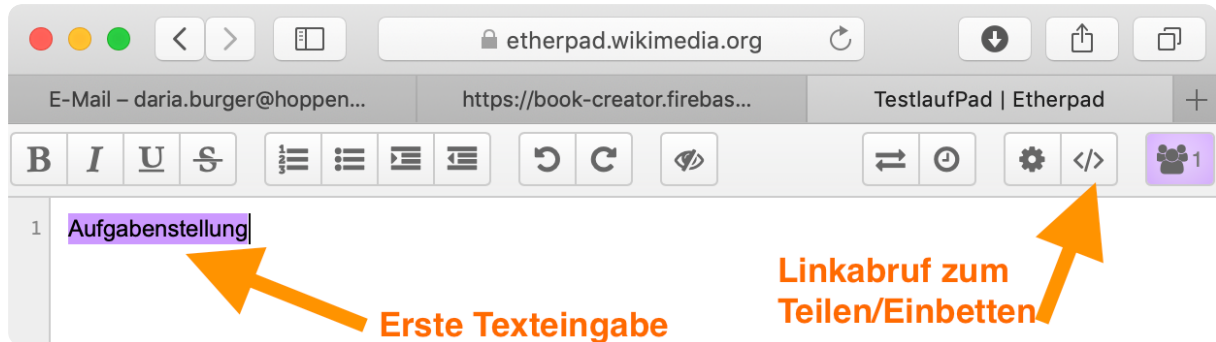 etherpad.wikimedia.org
E-Mail – daria.burger@hoppen...
https://book-creator.firebas...
TestlaufPad | Etherpad
B I U S
1
1 Aufgabenstellung
Erste Texteingabe
Linkabruf zum
Teilen/Einbetten